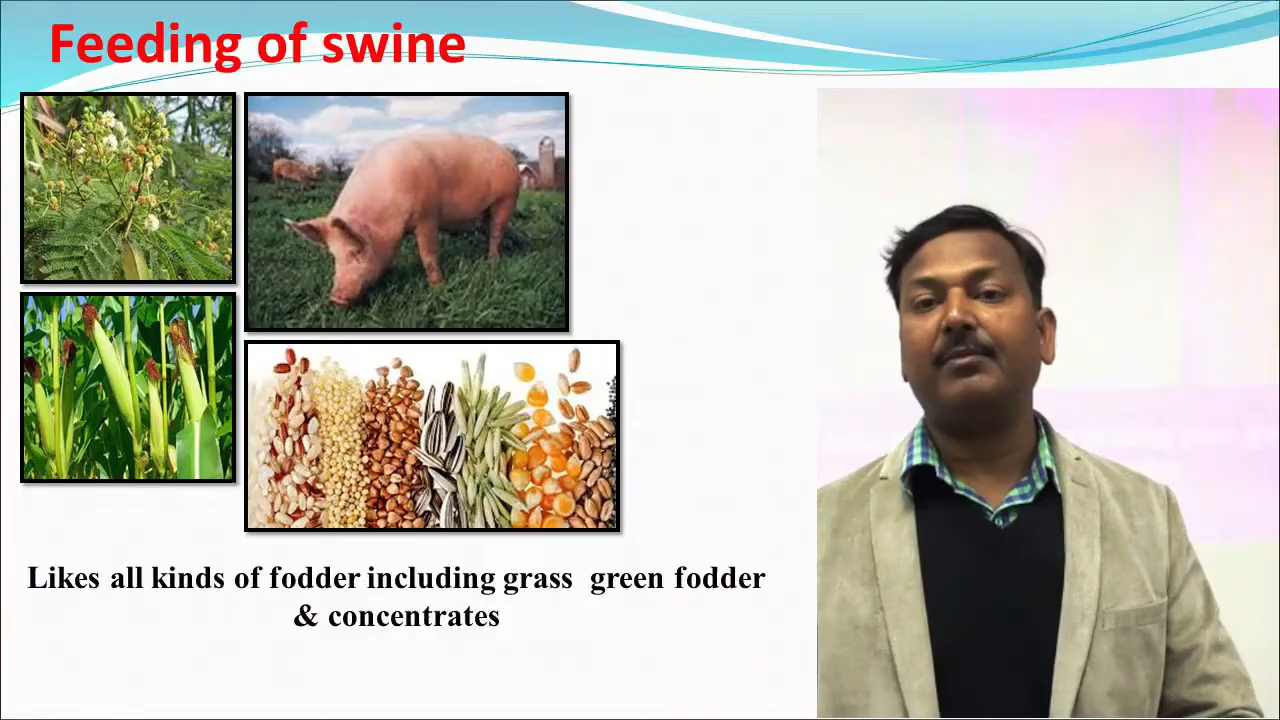 Feeding of swine
Likes all kinds of fodder including grass  green fodder
& concentrates